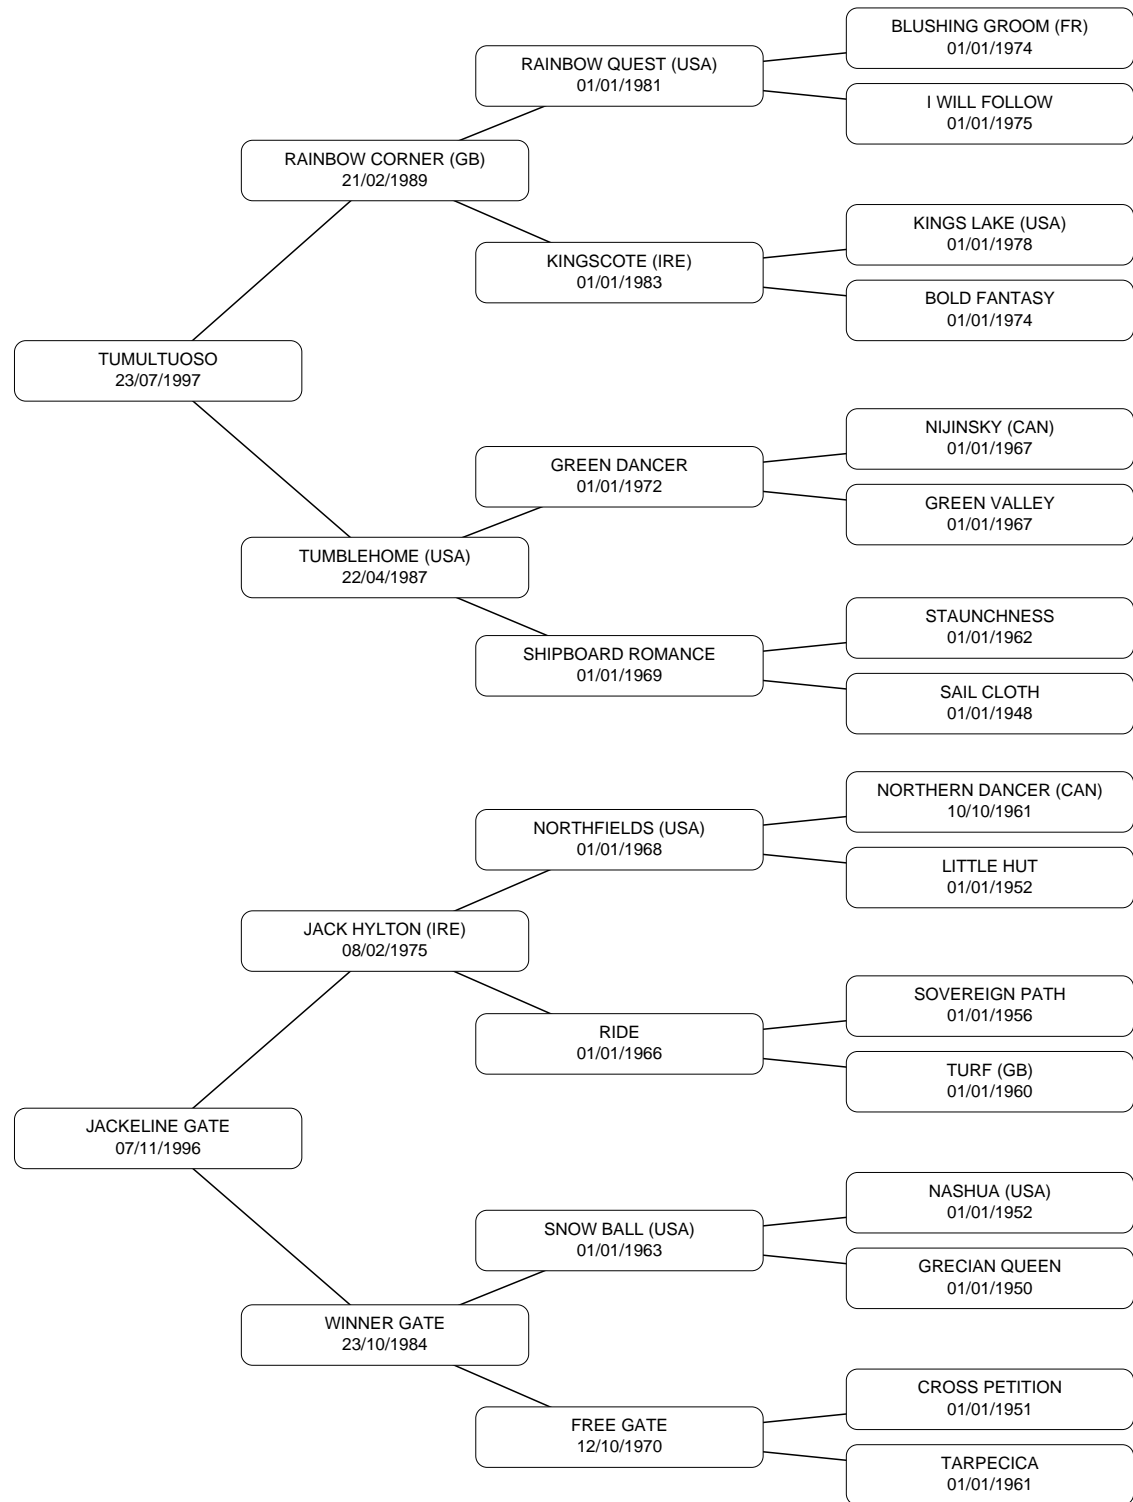 BLUSHING GROOM (FR)
01/01/1974
RAINBOW QUEST (USA)
01/01/1981
I WILL FOLLOW
01/01/1975
RAINBOW CORNER (GB)
21/02/1989
KINGS LAKE (USA)
01/01/1978
KINGSCOTE (IRE)
01/01/1983
BOLD FANTASY
01/01/1974
TUMULTUOSO
23/07/1997
NIJINSKY (CAN)
01/01/1967
GREEN DANCER
01/01/1972
GREEN VALLEY
01/01/1967
TUMBLEHOME (USA)
22/04/1987
STAUNCHNESS
01/01/1962
SHIPBOARD ROMANCE
01/01/1969
SAIL CLOTH
01/01/1948
NORTHERN DANCER (CAN)
10/10/1961
NORTHFIELDS (USA)
01/01/1968
LITTLE HUT
01/01/1952
JACK HYLTON (IRE)
08/02/1975
SOVEREIGN PATH
01/01/1956
RIDE
01/01/1966
TURF (GB)
01/01/1960
JACKELINE GATE
07/11/1996
NASHUA (USA)
01/01/1952
SNOW BALL (USA)
01/01/1963
GRECIAN QUEEN
01/01/1950
WINNER GATE
23/10/1984
CROSS PETITION
01/01/1951
FREE GATE
12/10/1970
TARPECICA
01/01/1961